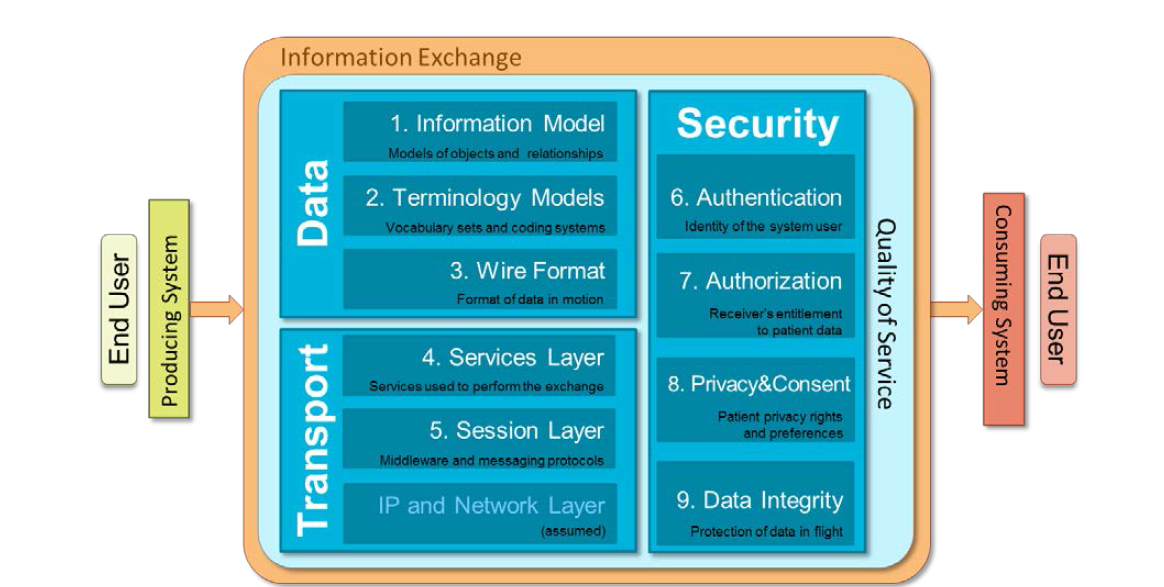 Information Exchange
End User
Producing System
Data
1. Information Model
Models of objects and relationships
2. Terminology Models
Vocabulary sets and coding systems
3. Wire Format
Format of data in motion
Transport
4. Services Layer
Services used to perform the exchange
5. Session Layer
Middleware and messaging protocols
IP and Network Layer
(assumed)
Security
6. Authentication
Identity of the system user
7. Authorization
Receiver's entitlement
to patient data
8. Privacy&Consent
Patient privacy rights
and preferences
9. Data Integrity
Protection of data in flight
Quality of Service
Consuming System
End User